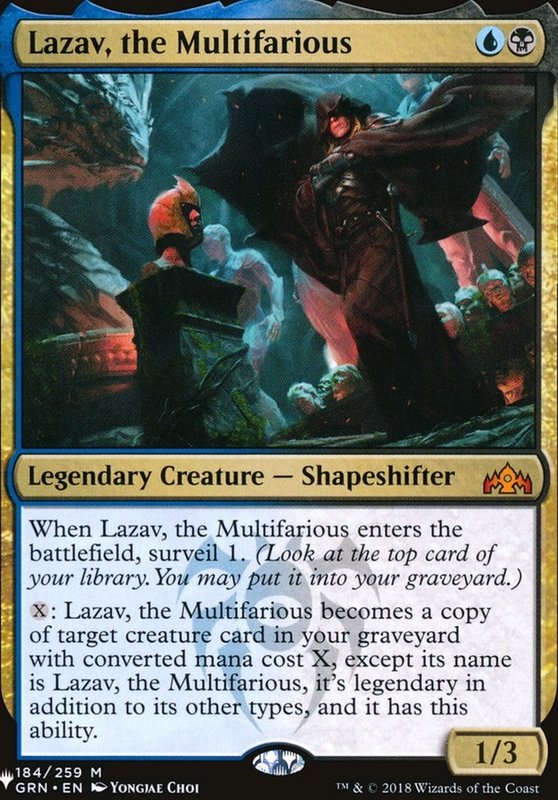 Lazav, the Multifarious
Legendary Creature — Shapeshifter
When Lazav, the Multifarious enters the
battlefield, surveil 1. (Look at the top card of
your library. You may put it into your graveyard.)
X: Lazav, the Multifarious becomes a copy
of target creature card in your graveyard
with converted mana cost X, except its name
is Lazav, the Multifarious, it's legendary in
addition to its other types, and it has this
ability.
1/3
184/259 M
GRN • EN Yongjae Choi
™ & © 2018 Wizards of the Coast